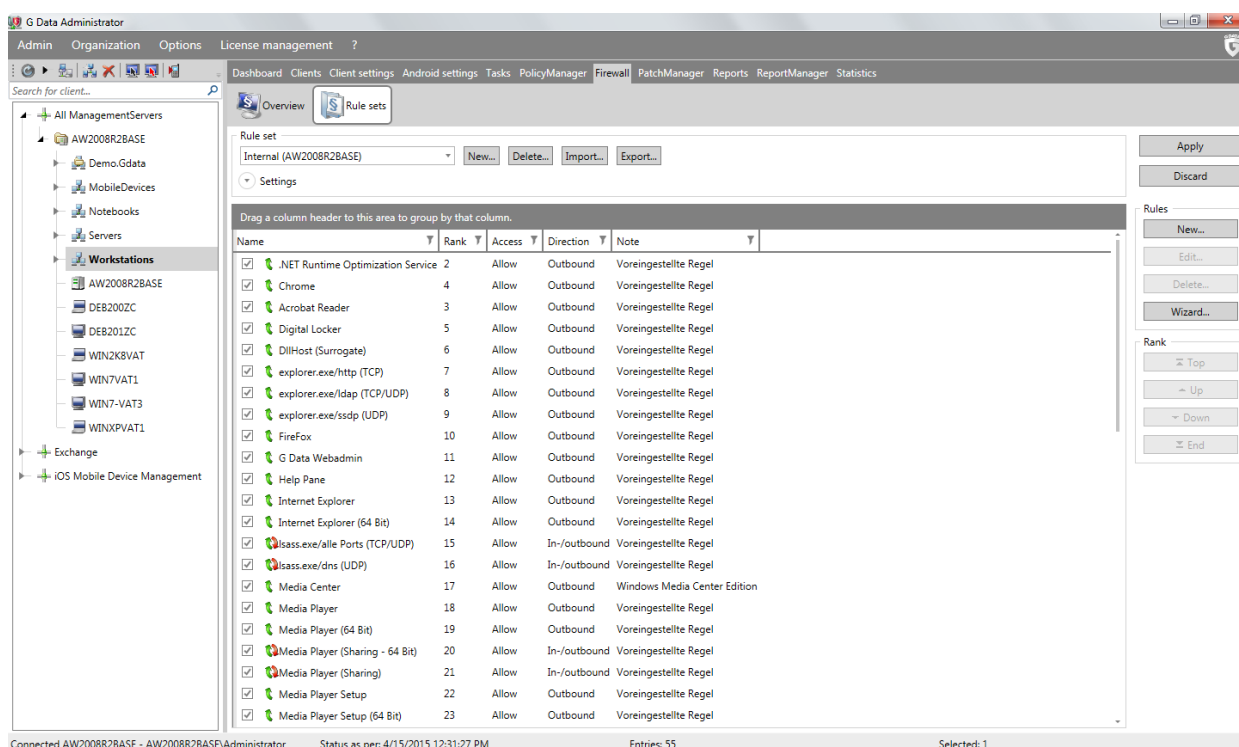 G Data Administrator
Admin Organization Options License management ?
Dashboard Clients Client settings Android settings Tasks PolicyManager Firewall PatchManager Reports ReportManager Statistics
Search for client...
Overview Rule sets
All ManagementServers
AW2008R2BASE
Demo.Gdata
MobileDevices
Notebooks
Servers
Workstations
AW2008R2BASE
DEB200ZC
DEB201ZC
WIN2K8VAT
WIN7VAT1
WIN7-VAT3
WINXPVAT1
Exchange
iOS Mobile Device Management
Rule set
Internal (AW2008R2BASE) New... Delete... Import... Export...
Settings
Drag a column header to this area to group by that column.
Name Rank Access Direction Note
.NET Runtime Optimization Service 2 Allow Outbound Voreingestellte Regel
Chrome 4 Allow Outbound Voreingestellte Regel
Acrobat Reader 3 Allow Outbound Voreingestellte Regel
Digital Locker 5 Allow Outbound Voreingestellte Regel
DllHost (Surrogate) 6 Allow Outbound Voreingestellte Regel
explorer.exe/http (TCP) 7 Allow Outbound Voreingestellte Regel
explorer.exe/ldap (TCP/UDP) 8 Allow Outbound Voreingestellte Regel
explorer.exe/ssdp (UDP) 9 Allow Outbound Voreingestellte Regel
FireFox 10 Allow Outbound Voreingestellte Regel
G Data Webadmin 11 Allow Outbound Voreingestellte Regel
Help Pane 12 Allow Outbound Voreingestellte Regel
Internet Explorer 13 Allow Outbound Voreingestellte Regel
Internet Explorer (64 Bit) 14 Allow Outbound Voreingestellte Regel
lsass.exe/alle Ports (TCP/UDP) 15 Allow In-/outbound Voreingestellte Regel
lsass.exe/dns (UDP) 16 Allow In-/outbound Voreingestellte Regel
Media Center 17 Allow Outbound Windows Media Center Edition
Media Player 18 Allow Outbound Voreingestellte Regel
Media Player (64 Bit) 19 Allow Outbound Voreingestellte Regel
Media Player (Sharing - 64 Bit) 20 Allow In-/outbound Voreingestellte Regel
Media Player (Sharing) 21 Allow In-/outbound Voreingestellte Regel
Media Player Setup 22 Allow Outbound Voreingestellte Regel
Media Player Setup (64 Bit) 23 Allow Outbound Voreingestellte Regel
Apply
Discard
Rules
New...
Edit...
Delete...
Wizard...
Rank
Top
Up
Down
End
Connected AW2008R2BASE - AW2008R2BASE\Administrator Status as per: 4/15/2015 12:31:27 PM Entries: 55 Selected: 1